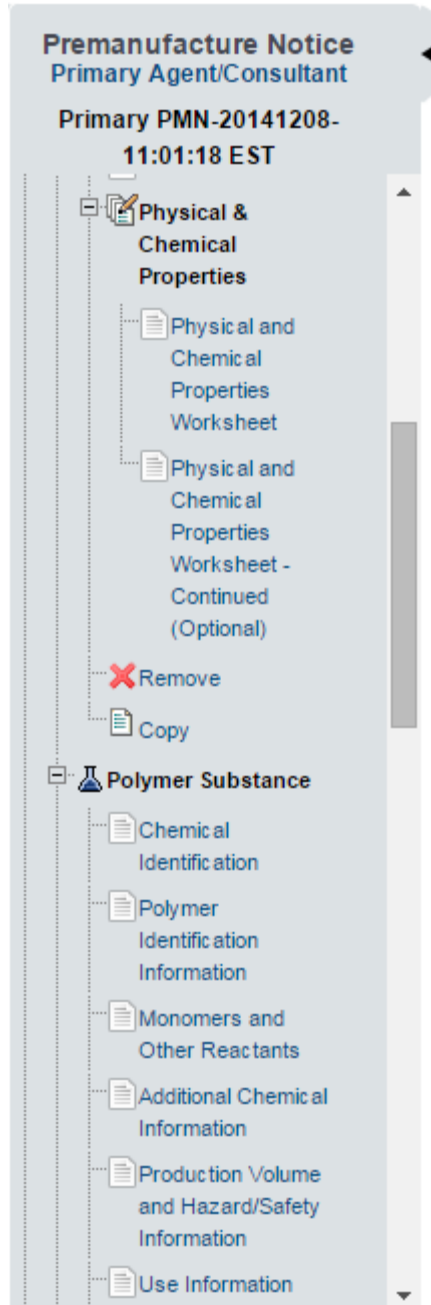 Premanufacture Notice
Primary Agent/Consultant
Primary PMN-20141208-
11:01:18 EST
Physical &
Chemical
Properties
Physical and
Chemical
Properties
Worksheet
Physical and
Chemical
Properties
Worksheet -
Continued
(Optional)
Remove
Copy
Polymer Substance
Chemical
Identification
Polymer
Identification
Information
Monomers and
Other Reactants
Additional Chemical
Information
Production Volume
and Hazard/Safety
Information
Use Information